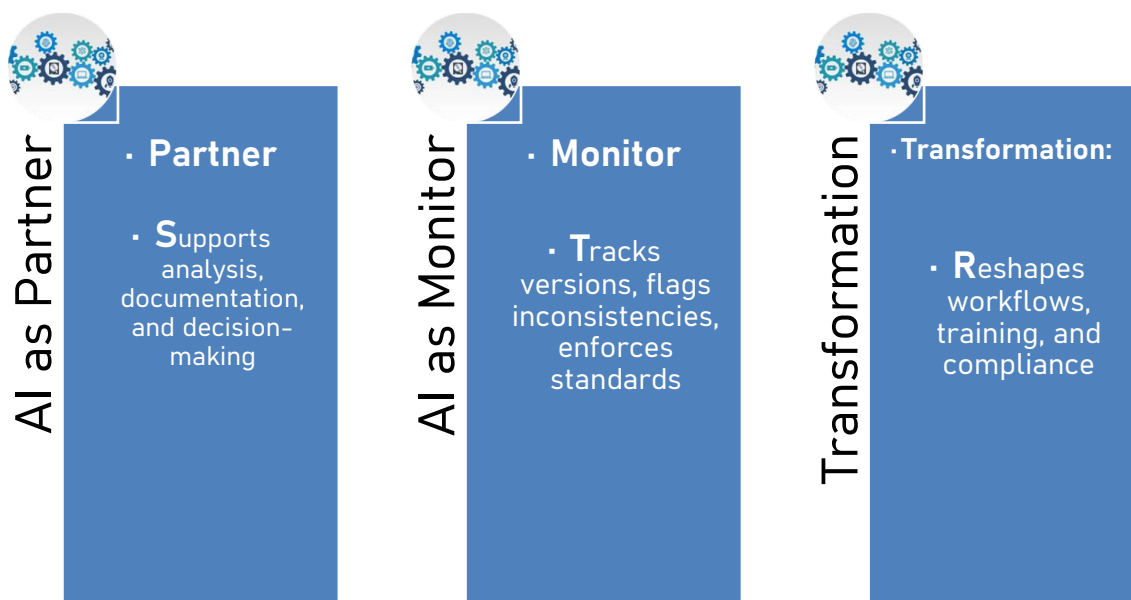 AI as Partner
· Partner
· Supports
analysis,
documentation,
and decision-
making
AI as Monitor
· Monitor
· Tracks
versions, flags
inconsistencies,
enforces
standards
Transformation
· Transformation:
· Reshapes
workflows,
training, and
compliance